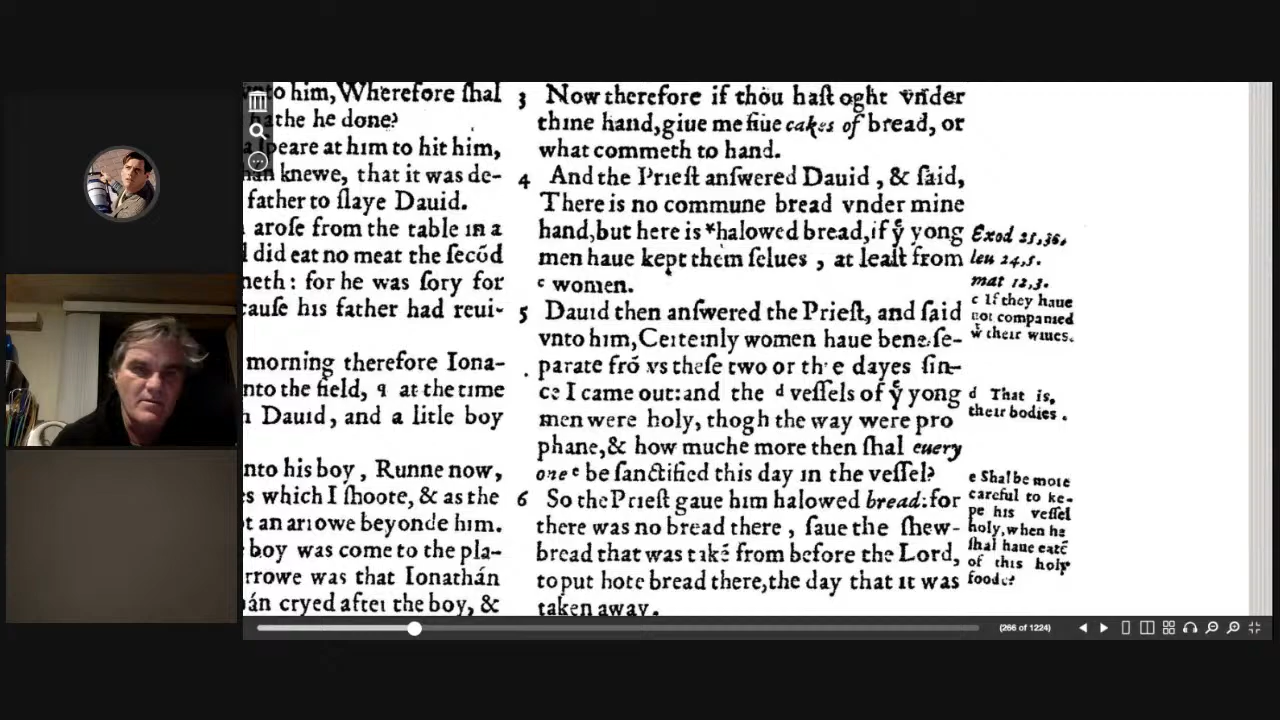 vnto him, Wherefore ſhal
hathe he done?
ſpeare at him to hit him,
knewe, that it was de-
father to ſlaye Dauid.
aroſe from the table in a
did eat no meat the ſecōd
neth: for he was ſory for
cauſe his father had reui-
morning therefore Iona-
nto the field, at the time
Dauid, and a litle boy
nto his boy, Runne now,
s which I ſhoote, & as the
t an arrowe beyonde him.
boy was come to the pla-
rrowe was that Ionathán
án cryed after the boy, &
3 Now therefore if thou haſt oght vnder
thine hand, giue me fiue cakes of bread, or
what commeth to hand.
4 And the Prieſt anſwered Dauid, & ſaid,
There is no commune bread vnder mine
hand, but here is *halowed bread, if yͤ yong
men haue kept them ſelues, at leaſt from
c women.
5 Dauid then anſwered the Prieſt, and ſaid
vnto him, Certeinly women haue bene ſe-
parate frō vs theſe two or thre dayes ſin-
ce I came out: and the d veſſels of yͤ yong
men were holy, thogh the way were pro
phane, & how muche more then ſhal euery
one e be ſanctified this day in the veſſel?
6 So the Prieſt gaue him halowed bread: for
there was no bread there, ſaue the ſhew-
bread that was takē from before the Lord,
to put hote bread there, the day that it was
taken away.
Exod 25,36.
leu 24,5.
mat 12,3.
c If they haue
not companied
w̄ their wiues.
d That is,
their bodies.
e Shal be more
careful to ke-
pe his veſſel
holy, when he
ſhal haue eatē
of this holy
foode?
(266 of 1224)